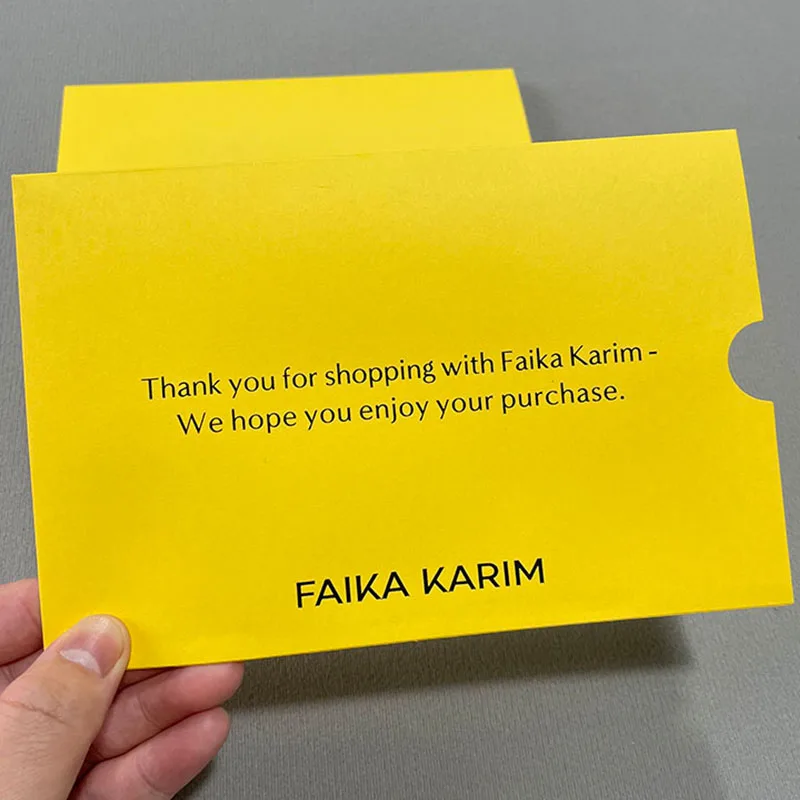 Thank you for shopping with Faika Karim -
We hope you enjoy your purchase.
FAIKA KARIM